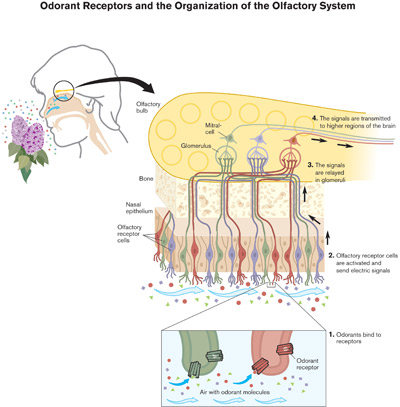 Odorant Receptors and the Organization of the Olfactory System
Olfactory
bulb
Mitral-
cell
Glomerulus
4. The signals are transmitted
to higher regions of the brain
3. The signals
are relayed
in glomeruli
Bone
Nasal
epithelium
Olfactory
receptor
cells
2. Olfactory receptor cells
are activated and
send electric signals
1. Odorants bind to
receptors
Odorant
receptor
Air with odorant molecules